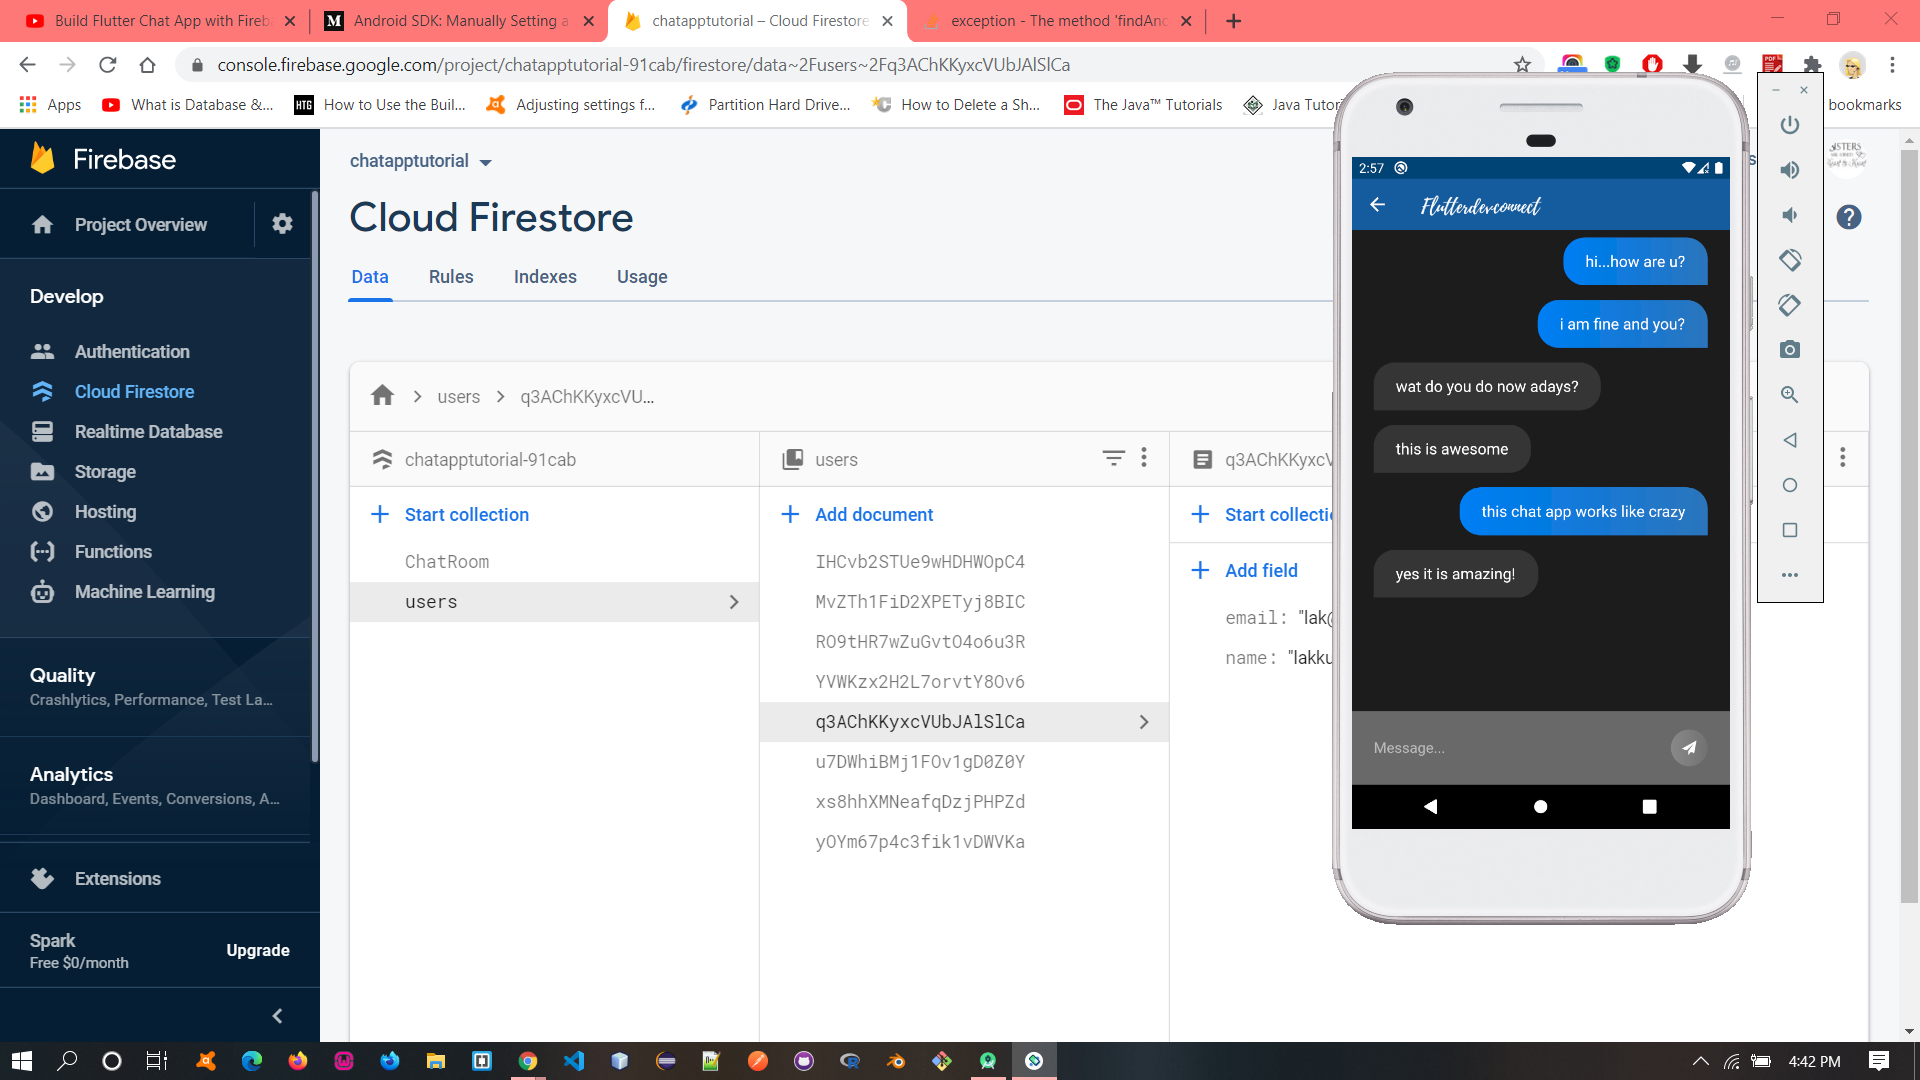 Build Flutter Chat App with Fireb
Android SDK: Manually Setting a
chatapptutorial – Cloud Firestore
exception - The method 'findAnc
console.firebase.google.com/project/chatapptutorial-91cab/firestore/data~2Fusers~2Fq3AChKKyxcVUbJAlSlCa
Apps
What is Database &...
How to Use the Buil...
Adjusting settings f...
Partition Hard Drive...
How to Delete a Sh...
The Java™ Tutorials
Java Tutor
bookmarks
Firebase
Project Overview
Develop
Authentication
Cloud Firestore
Realtime Database
Storage
Hosting
Functions
Machine Learning
Quality
Crashlytics, Performance, Test La...
Analytics
Dashboard, Events, Conversions, A...
Extensions
Spark
Free $0/month
Upgrade
chatapptutorial
Cloud Firestore
Data
Rules
Indexes
Usage
users
q3AChKKyxcVU...
chatapptutorial-91cab
Start collection
ChatRoom
users
users
Add document
IHCvb2STUe9wHDHWOpC4
MvZTh1FiD2XPETyj8BIC
RO9tHR7wZuGvtO4o6u3R
YVWKzx2H2L7orvtY8Ov6
q3AChKKyxcVUbJAlSlCa
u7DWhiBMj1FOv1gD0Z0Y
xs8hhXMNeafqDzjPHPZd
yOYm67p4c3fik1vDWVKa
q3AChKKyxcV
Start collecti
Add field
email: "lak@
name: "lakku
2:57
Flutterdevconnect
hi...how are u?
i am fine and you?
wat do you do now adays?
this is awesome
this chat app works like crazy
yes it is amazing!
Message...
4:42 PM